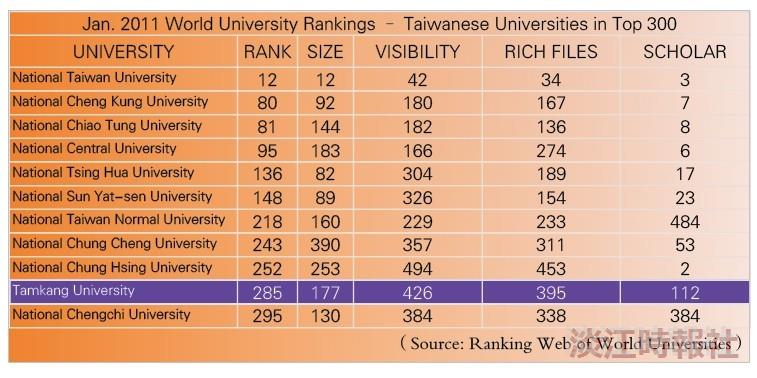 Jan. 2011 World University Rankings – Taiwanese Universities in Top 300
UNIVERSITY RANK SIZE VISIBILITY RICH FILES SCHOLAR
National Taiwan University 12 12 42 34 3
National Cheng Kung University 80 92 180 167 7
National Chiao Tung University 81 144 182 136 8
National Central University 95 183 166 274 6
National Tsing Hua University 136 82 304 189 17
National Sun Yat-sen University 148 89 326 154 23
National Taiwan Normal University 218 160 229 233 484
National Chung Cheng University 243 390 357 311 53
National Chung Hsing University 252 253 494 453 2
Tamkang University 285 177 426 395 112
National Chengchi University 295 130 384 338 384
( Source: Ranking Web of World Universities )
淡江時報社